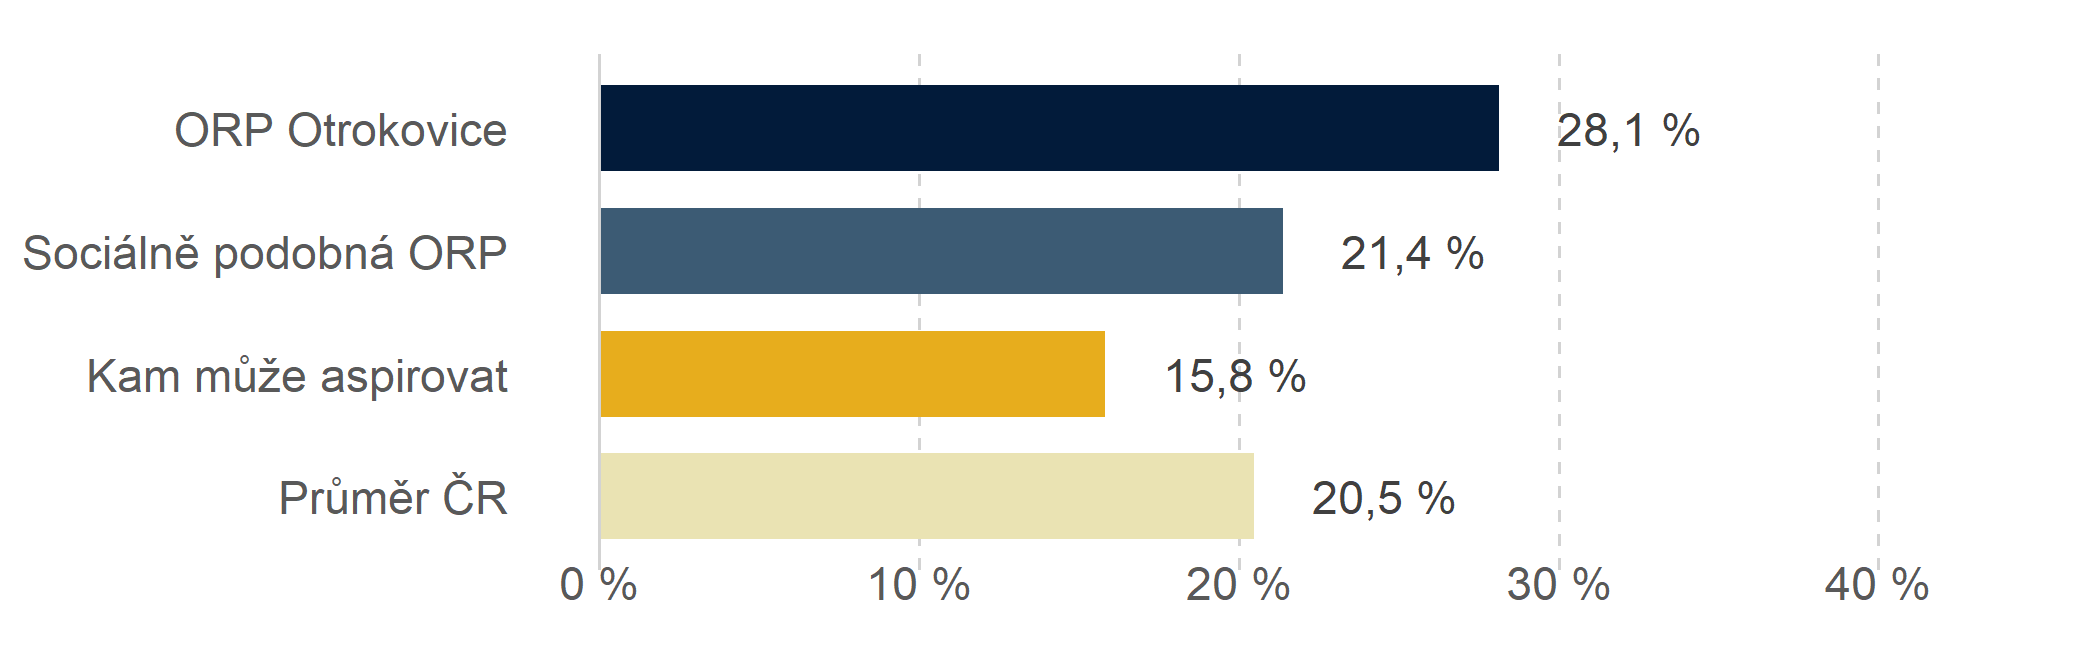 ORP Otrokovice 28,1 %
Sociálně podobná ORP 21,4 %
Kam může aspirovat 15,8 %
Průměr ČR 20,5 %
0 % 10 % 20 % 30 % 40 %